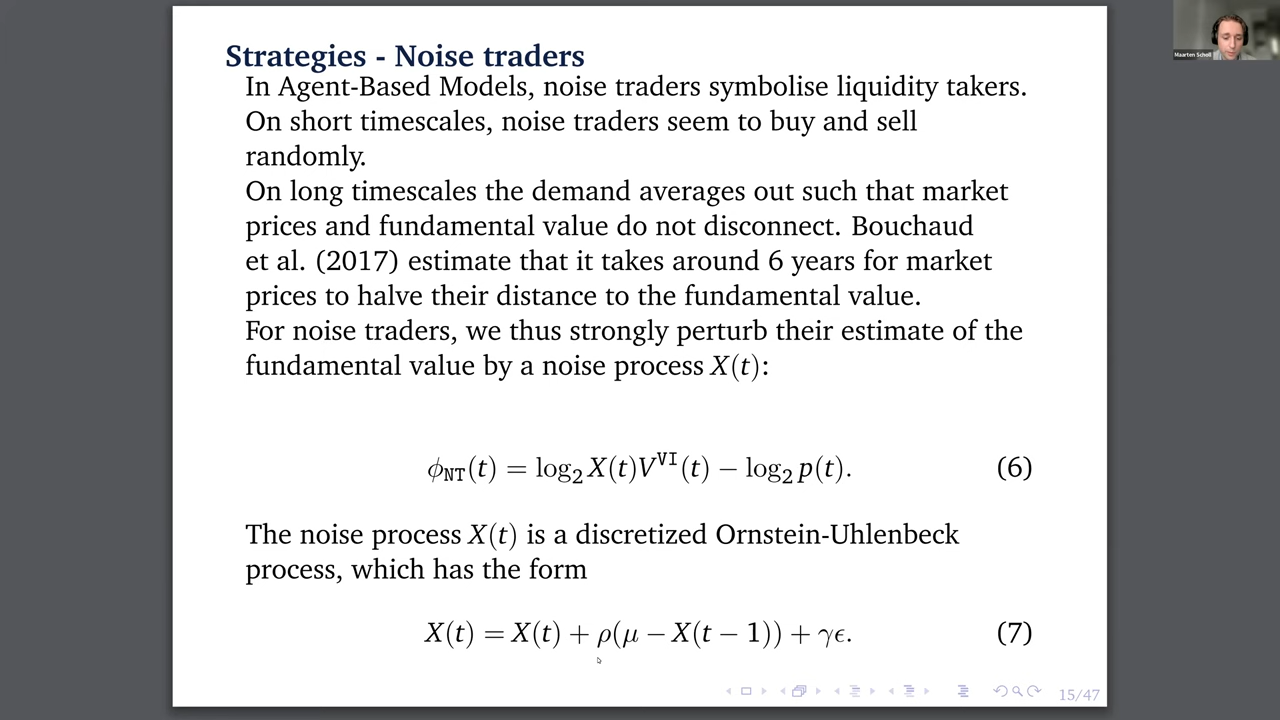 Strategies - Noise traders
In Agent-Based Models, noise traders symbolise liquidity takers.
On short timescales, noise traders seem to buy and sell
randomly.
On long timescales the demand averages out such that market
prices and fundamental value do not disconnect. Bouchaud
et al. (2017) estimate that it takes around 6 years for market
prices to halve their distance to the fundamental value.
For noise traders, we thus strongly perturb their estimate of the
fundamental value by a noise process X(t):
ϕ_NT(t) = log₂ X(t)V^VI(t) − log₂ p(t). (6)
The noise process X(t) is a discretized Ornstein-Uhlenbeck
process, which has the form
X(t) = X(t) + ρ(μ − X(t − 1)) + γϵ. (7)
15/47
Maarten Scholl